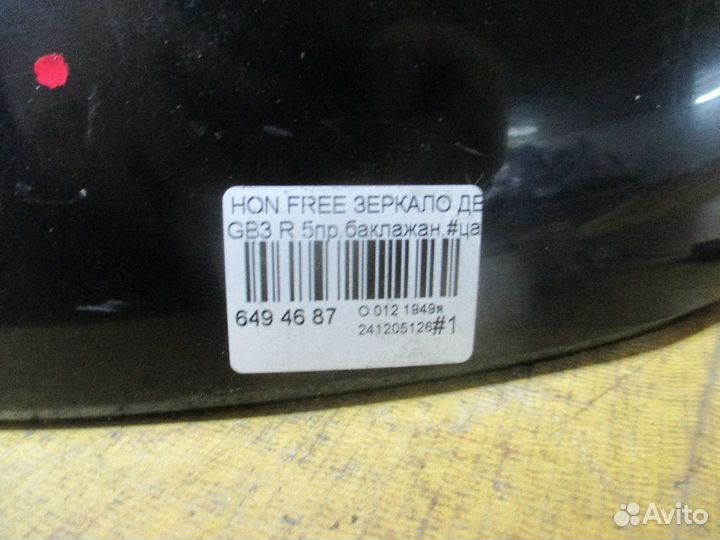 HON FREE ЗЕРКАЛО ДВ
GB3 R 5пр.баклажан.#ца
649 46 87
О 012 1949я
241205126#1
Avito